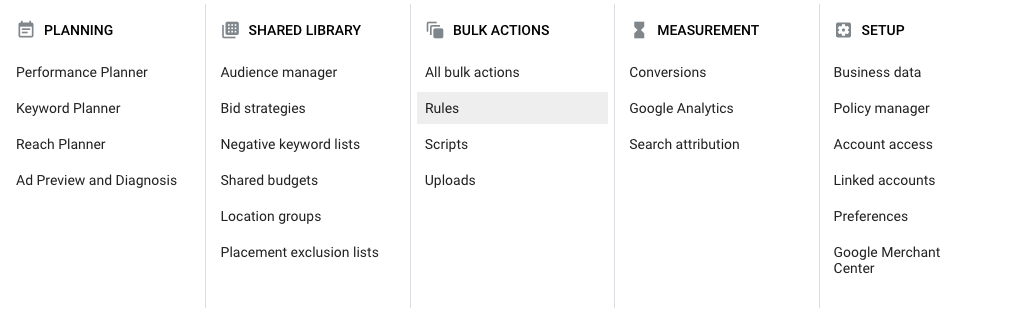 PLANNING
Performance Planner
Keyword Planner
Reach Planner
Ad Preview and Diagnosis
SHARED LIBRARY
Audience manager
Bid strategies
Negative keyword lists
Shared budgets
Location groups
Placement exclusion lists
BULK ACTIONS
All bulk actions
Rules
Scripts
Uploads
MEASUREMENT
Conversions
Google Analytics
Search attribution
SETUP
Business data
Policy manager
Account access
Linked accounts
Preferences
Google Merchant
Center